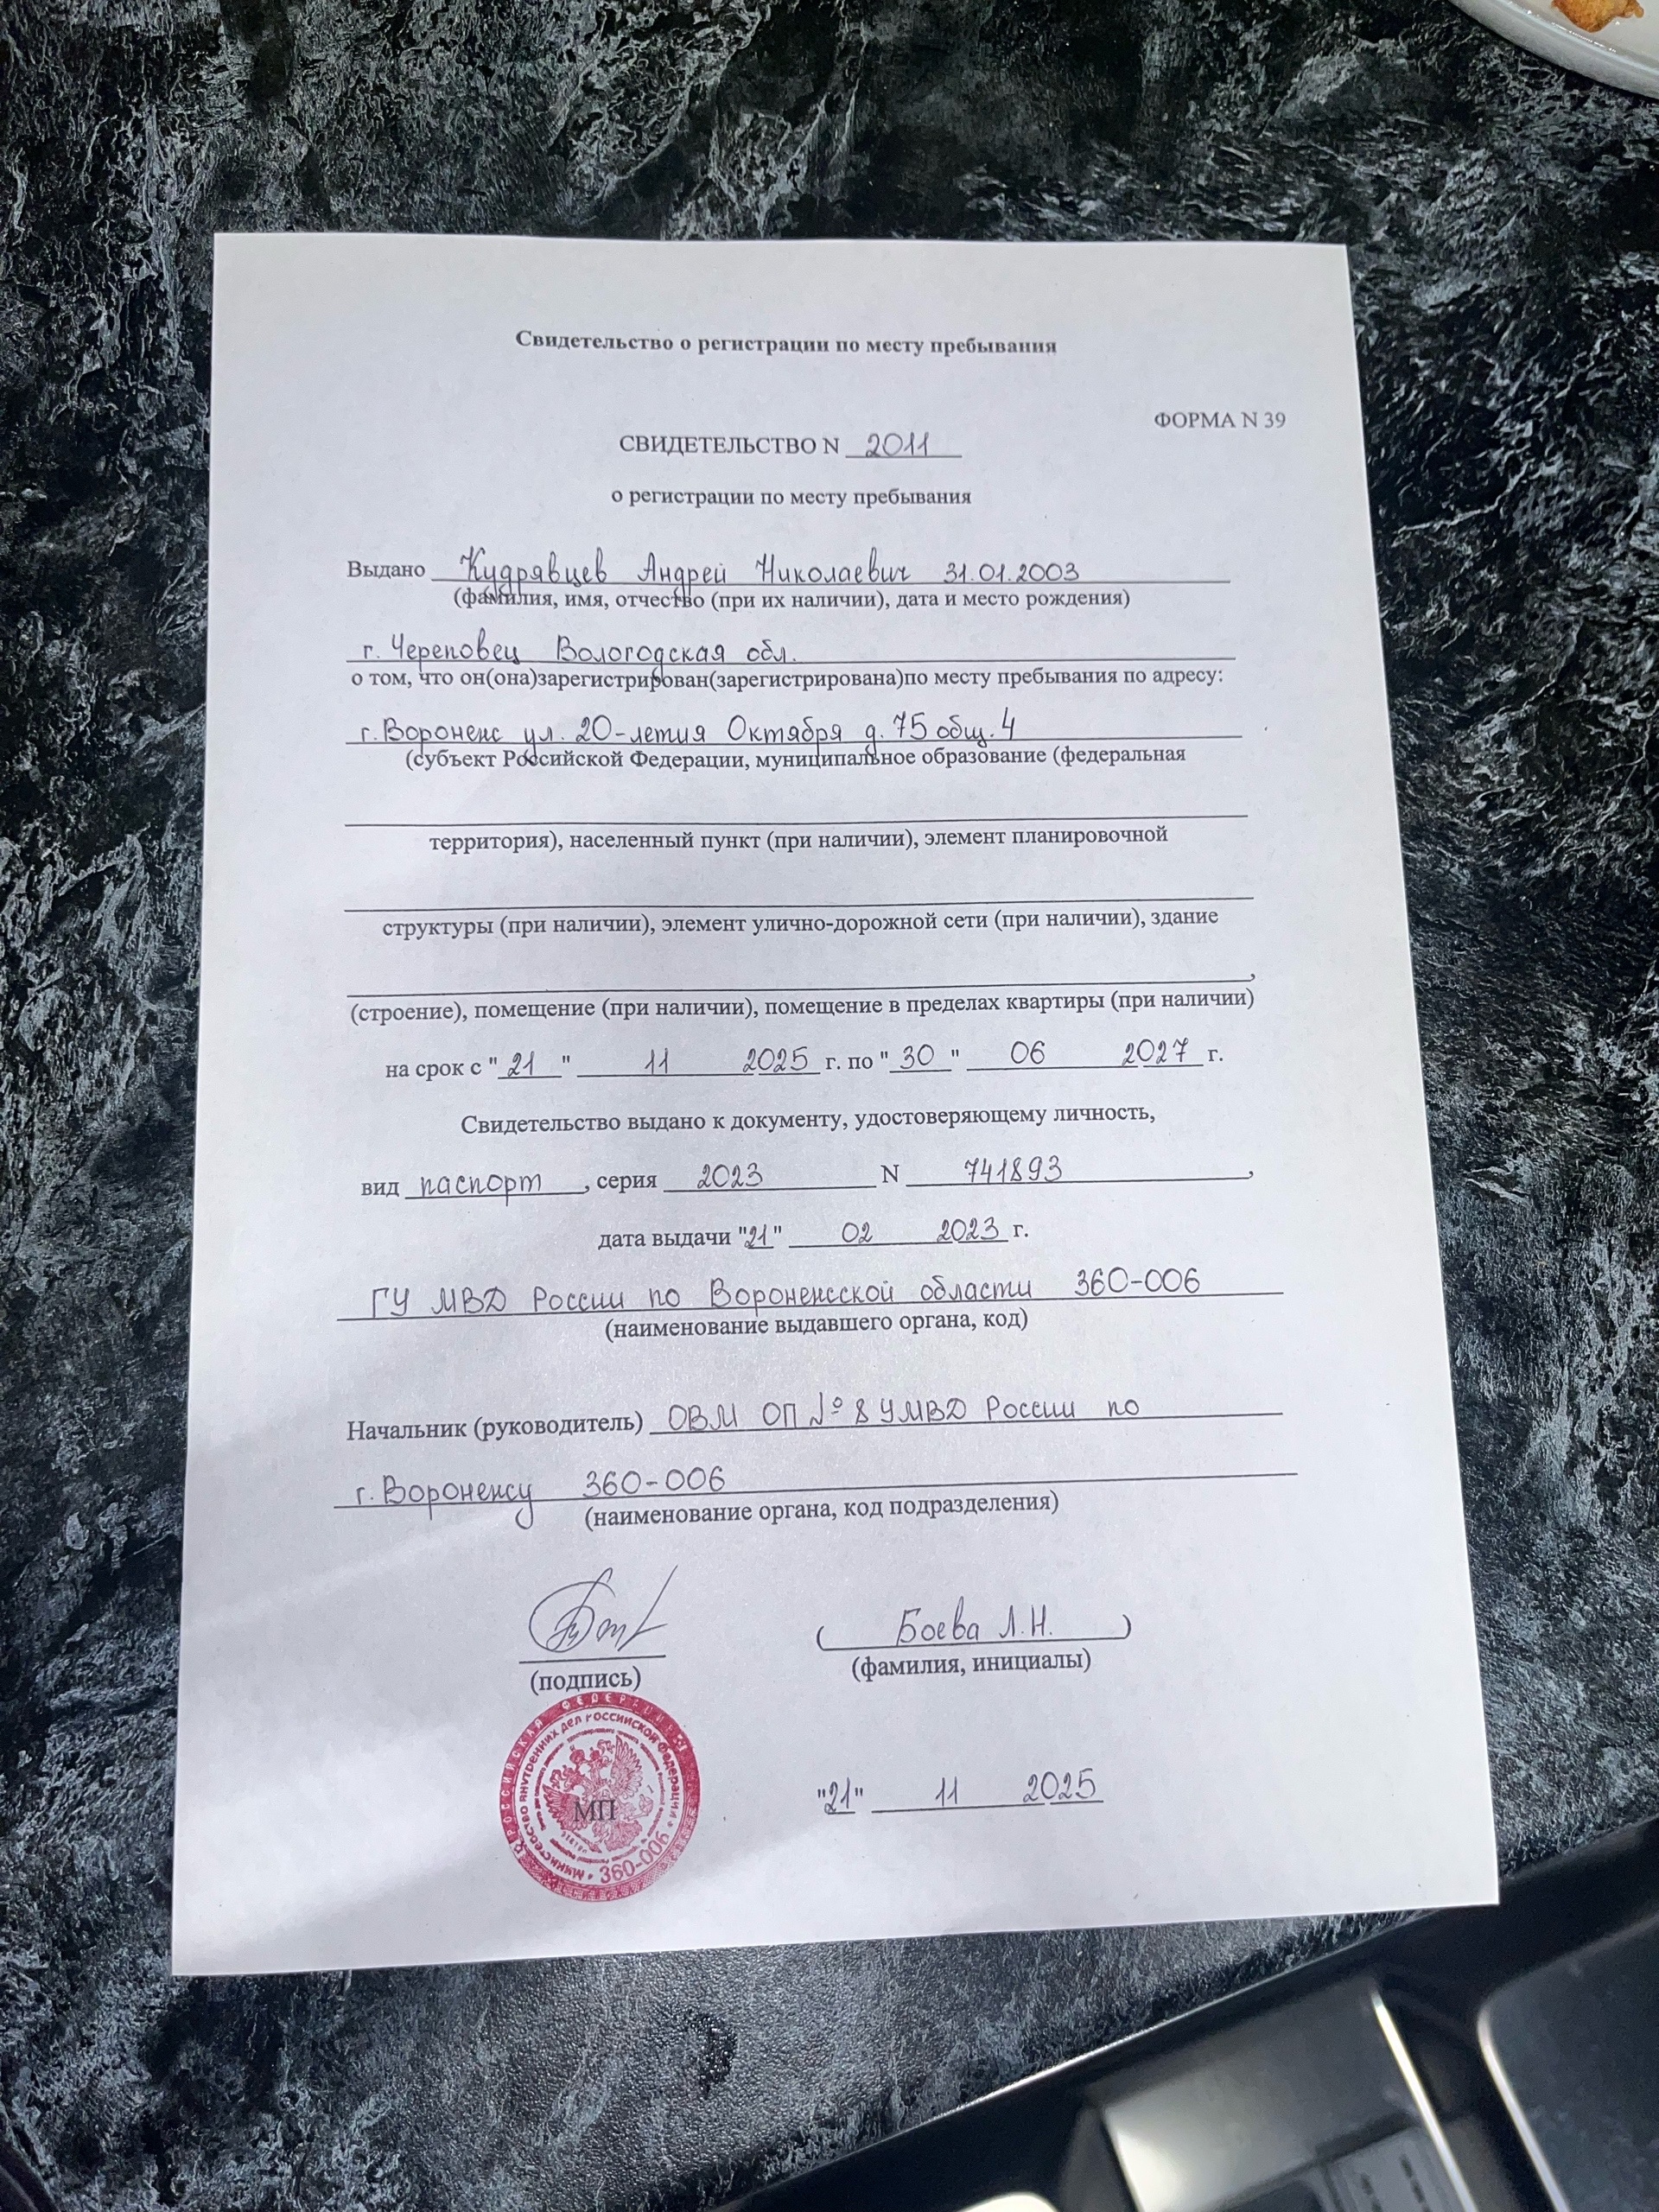 Свидетельство о регистрации по месту пребывания
ФОРМА N 39
СВИДЕТЕЛЬСТВО N 2011
о регистрации по месту пребывания
Выдано Кудрявцев Андрей Николаевич 31.01.2003
(фамилия, имя, отчество (при их наличии), дата и место рождения)
г. Череповец Вологодская обл.
о том, что он(она)зарегистрирован(зарегистрирована)по месту пребывания по адресу:
г. Воронеж ул. 20-летия Октября д. 75 общ. 4
(субъект Российской Федерации, муниципальное образование (федеральная
территория), населенный пункт (при наличии), элемент планировочной
структуры (при наличии), элемент улично-дорожной сети (при наличии), здание
,
(строение), помещение (при наличии), помещение в пределах квартиры (при наличии)
на срок с "21" 11 2025 г. по "30" 06 2027 г.
Свидетельство выдано к документу, удостоверяющему личность,
вид паспорт, серия 2023 N 741893,
дата выдачи "21" 02 2023 г.
ГУ МВД России по Воронежской области 360-006
(наименование выдавшего органа, код)
Начальник (руководитель) ОВМ ОП № 8 УМВД России по
г. Воронежу 360-006
(наименование органа, код подразделения)
(Боева Л.Н.)
(подпись) (фамилия, инициалы)
РОССИЙСКАЯ ФЕДЕРАЦИЯ
МИНИСТЕРСТВО ВНУТРЕННИХ ДЕЛ РОССИЙСКОЙ ФЕДЕРАЦИИ
360-006
МП
"21" 11 2025